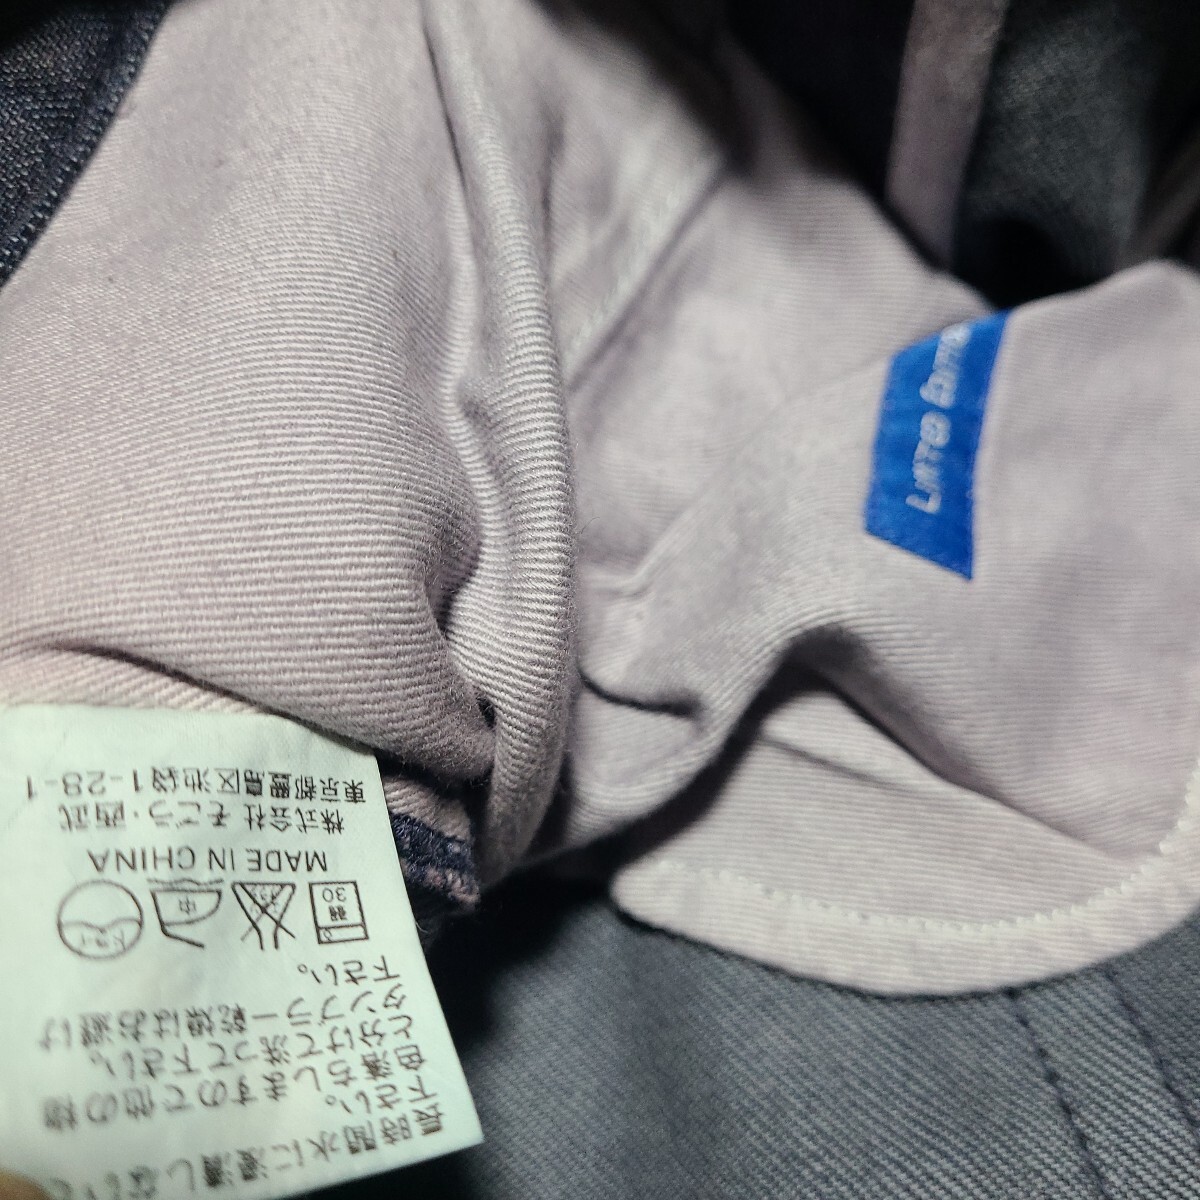 長時間水に浸漬しないで
下さい。
色落ちしますので他の物
と分けて洗って下さい。
タンブラー乾燥はお避け
下さい。
30
弱
中
ドライ
MADE IN CHINA
株式会社 そごう・西武
東京都豊島区池袋1-28-1